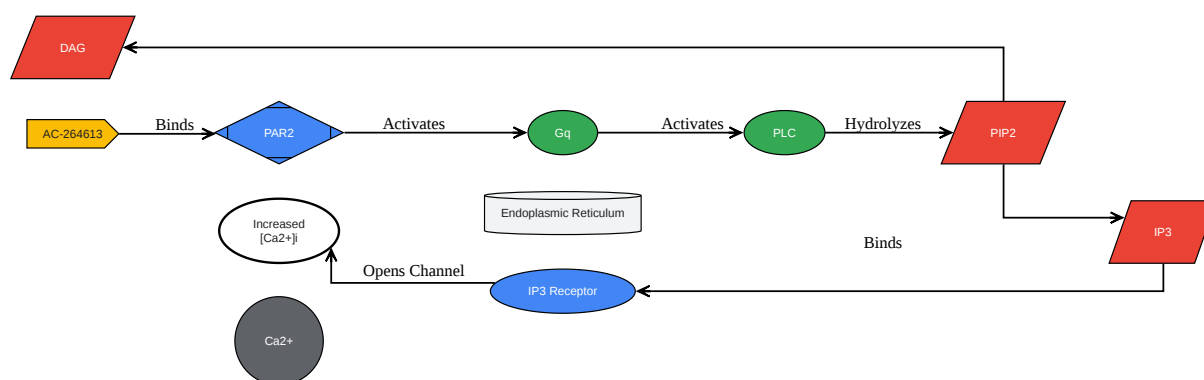 DAG
AC-264613
Binds
PAR2
Activates
Gq
Activates
PLC
Hydrolyzes
PIP2
Increased
[Ca2+]i
Endoplasmic Reticulum
Binds
IP3
Opens Channel
IP3 Receptor
Ca2+